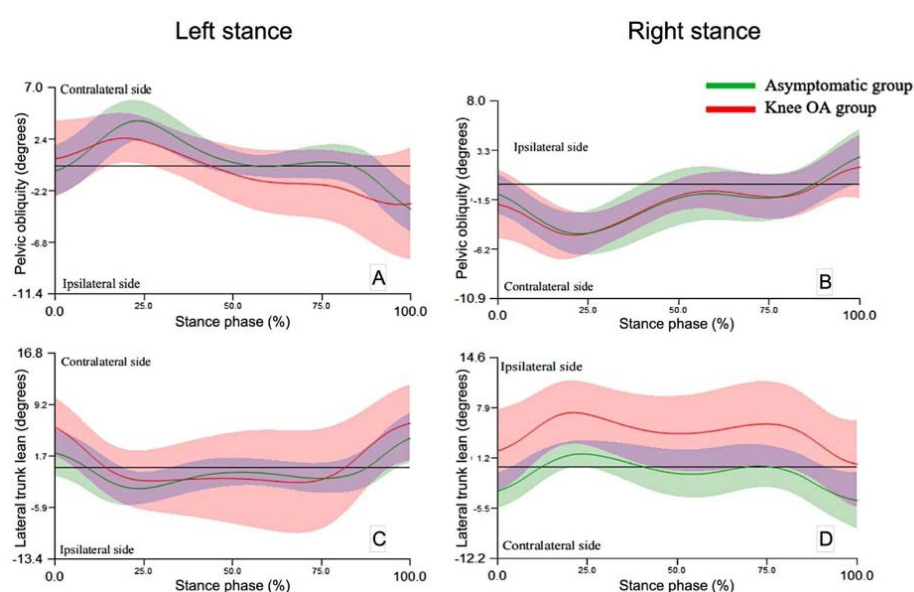 Left stance
Right stance
Asymptomatic group
Knee OA group
Pelvic obliquity (degrees)
7.0
2.4
-2.2
-6.8
-11.4
Contralateral side
Ipsilateral side
A
0.0
25.0
50.0
75.0
100.0
Stance phase (%)
Pelvic obliquity (degrees)
8.0
3.3
-1.5
-6.2
-10.9
Ipsilateral side
Contralateral side
B
0.0
25.0
50.0
75.0
100.0
Stance phase (%)
Lateral trunk lean (degrees)
16.8
9.2
1.7
-5.9
-13.4
Contralateral side
Ipsilateral side
C
0.0
25.0
50.0
75.0
100.0
Stance phase (%)
Lateral trunk lean (degrees)
14.6
7.9
1.2
-5.5
-12.2
Ipsilateral side
Contralateral side
D
0.0
25.0
50.0
75.0
100.0
Stance phase (%)